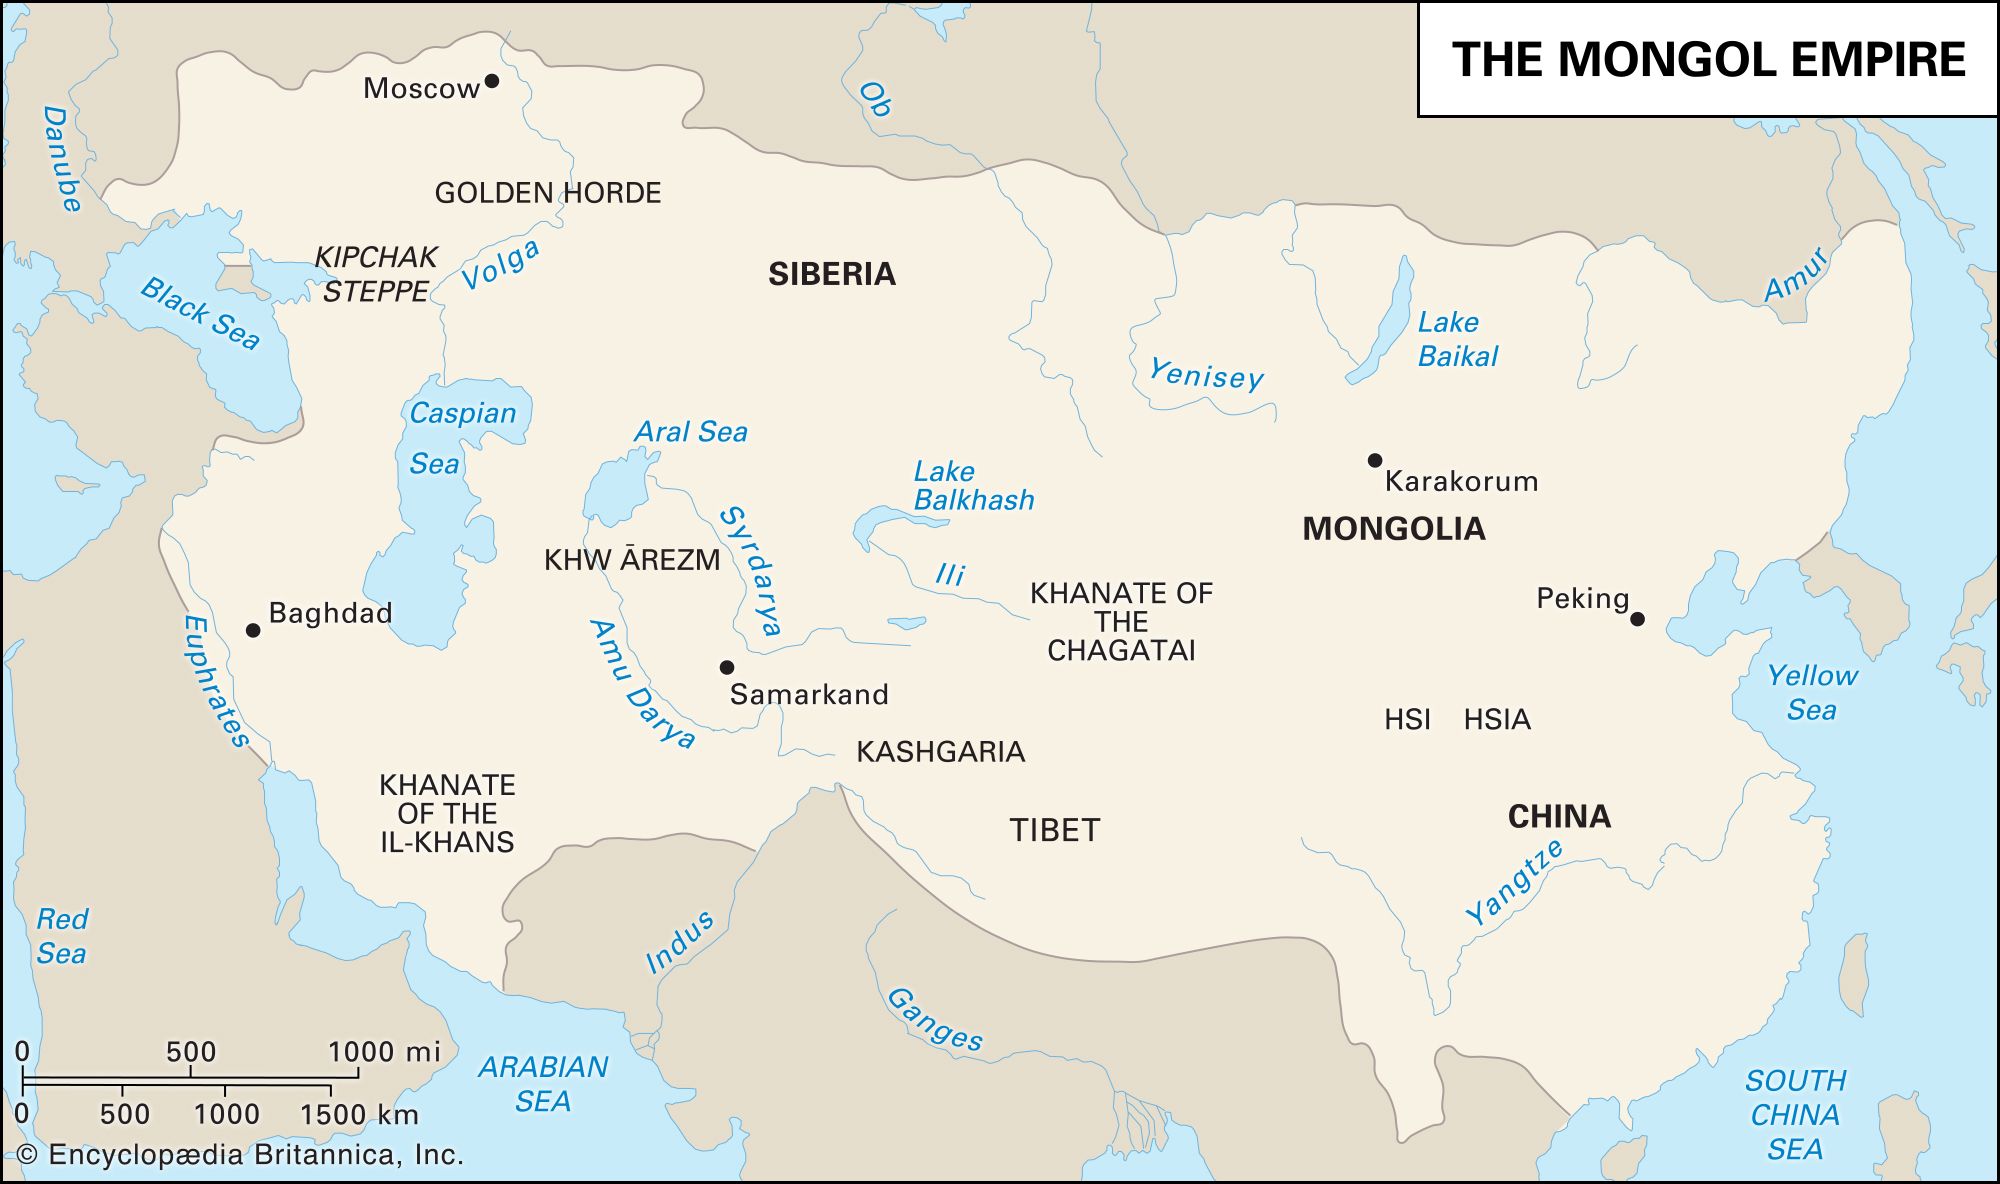 THE MONGOL EMPIRE
Moscow
Ob
Danube
GOLDEN HORDE
KIPCHAK
STEPPE
Volga
SIBERIA
Amur
Black Sea
Lake
Baikal
Yenisey
Caspian
Sea
Aral Sea
Lake
Balkhash
Karakorum
MONGOLIA
Syrdarya
KHW ĀREZM
Ili
KHANATE OF
THE
CHAGATAI
Peking
Baghdad
Euphrates
Amu Darya
Samarkand
Yellow
Sea
HSI HSIA
KASHGARIA
KHANATE
OF THE
IL-KHANS
TIBET
CHINA
Yangtze
Red
Sea
Indus
Ganges
ARABIAN
SEA
SOUTH
CHINA
SEA
0 500 1000 mi
0 500 1000 1500 km
© Encyclopædia Britannica, Inc.